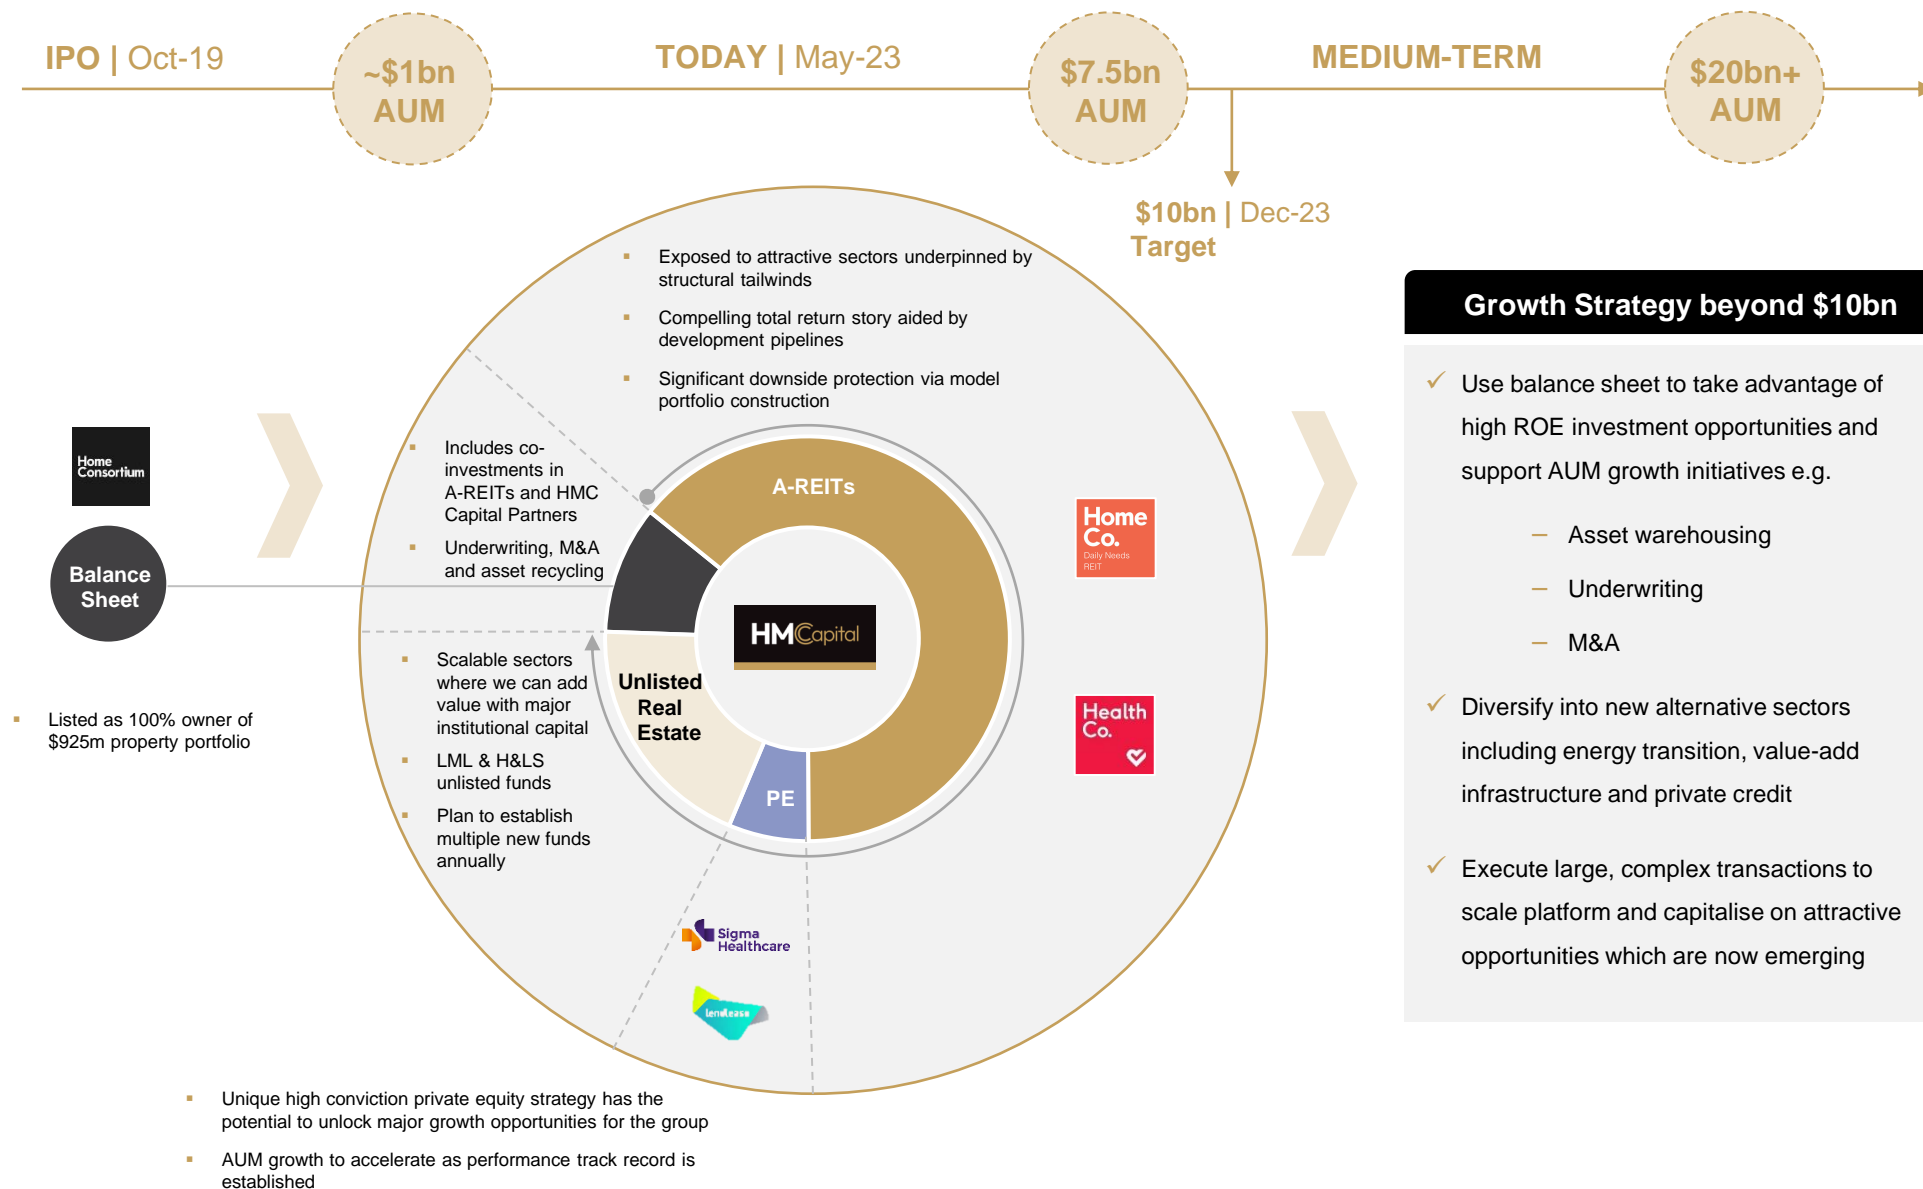 IPO | Oct-19
~$1bn
AUM
TODAY | May-23
$7.5bn
AUM
MEDIUM-TERM
$20bn+
AUM
$10bn | Dec-23
Target
▪ Exposed to attractive sectors underpinned by
structural tailwinds
▪ Compelling total return story aided by
development pipelines
▪ Significant downside protection via model
portfolio construction
Home
Consortium
Balance
Sheet
▪ Listed as 100% owner of
$925m property portfolio
▪ Includes co-
investments in
A-REITs and HMC
Capital Partners
▪ Underwriting, M&A
and asset recycling
▪ Scalable sectors
where we can add
value with major
institutional capital
▪ LML & H&LS
unlisted funds
▪ Plan to establish
multiple new funds
annually
A-REITs
HMCapital
Unlisted
Real
Estate
PE
Home
Co.
Daily Needs
REIT
Health
Co.
Sigma
Healthcare
lendlease
▪ Unique high conviction private equity strategy has the
potential to unlock major growth opportunities for the group
▪ AUM growth to accelerate as performance track record is
established
Growth Strategy beyond $10bn
✓ Use balance sheet to take advantage of
high ROE investment opportunities and
support AUM growth initiatives e.g.
– Asset warehousing
– Underwriting
– M&A
✓ Diversify into new alternative sectors
including energy transition, value-add
infrastructure and private credit
✓ Execute large, complex transactions to
scale platform and capitalise on attractive
opportunities which are now emerging